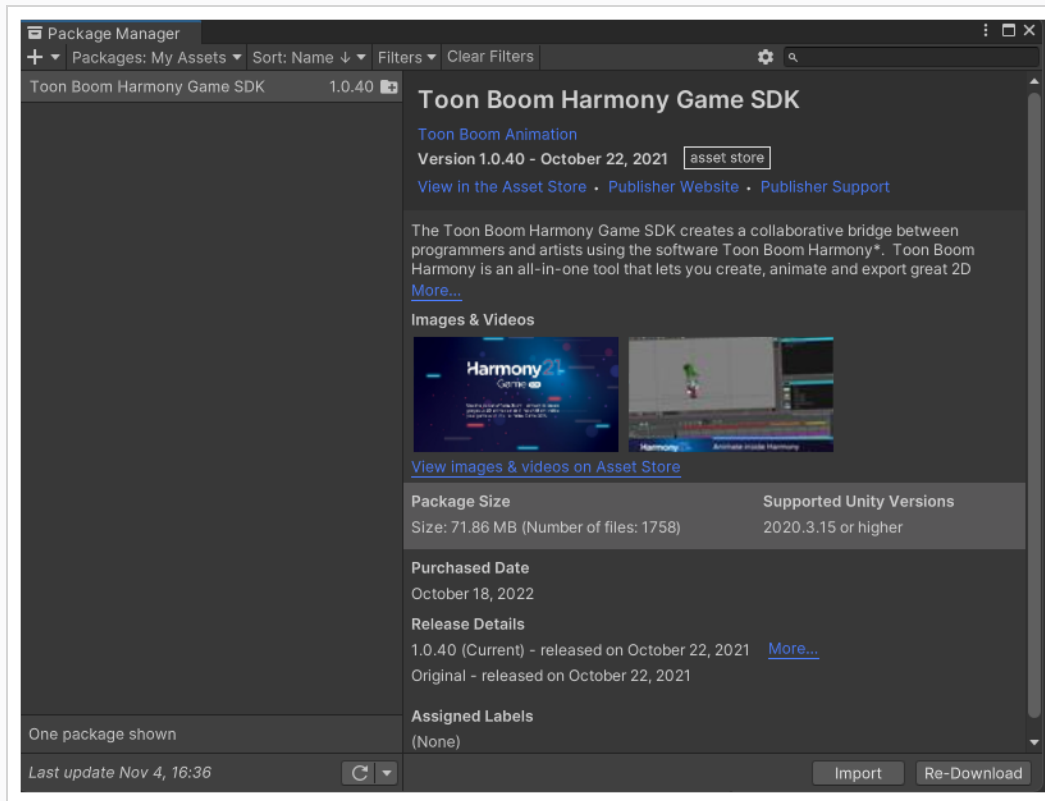 Package Manager
Packages: My Assets Sort: Name ↓ Filters Clear Filters
Toon Boom Harmony Game SDK 1.0.40
Toon Boom Harmony Game SDK
Toon Boom Animation
Version 1.0.40 - October 22, 2021 asset store
View in the Asset Store • Publisher Website • Publisher Support
The Toon Boom Harmony Game SDK creates a collaborative bridge between
programmers and artists using the software Toon Boom Harmony*. Toon Boom
Harmony is an all-in-one tool that lets you create, animate and export great 2D
More...
Images & Videos
Harmony 21
Game
Harmony Animate inside Harmony
View images & videos on Asset Store
Package Size Supported Unity Versions
Size: 71.86 MB (Number of files: 1758) 2020.3.15 or higher
Purchased Date
October 18, 2022
Release Details
1.0.40 (Current) - released on October 22, 2021 More...
Original - released on October 22, 2021
Assigned Labels
(None)
One package shown
Last update Nov 4, 16:36
Import Re-Download